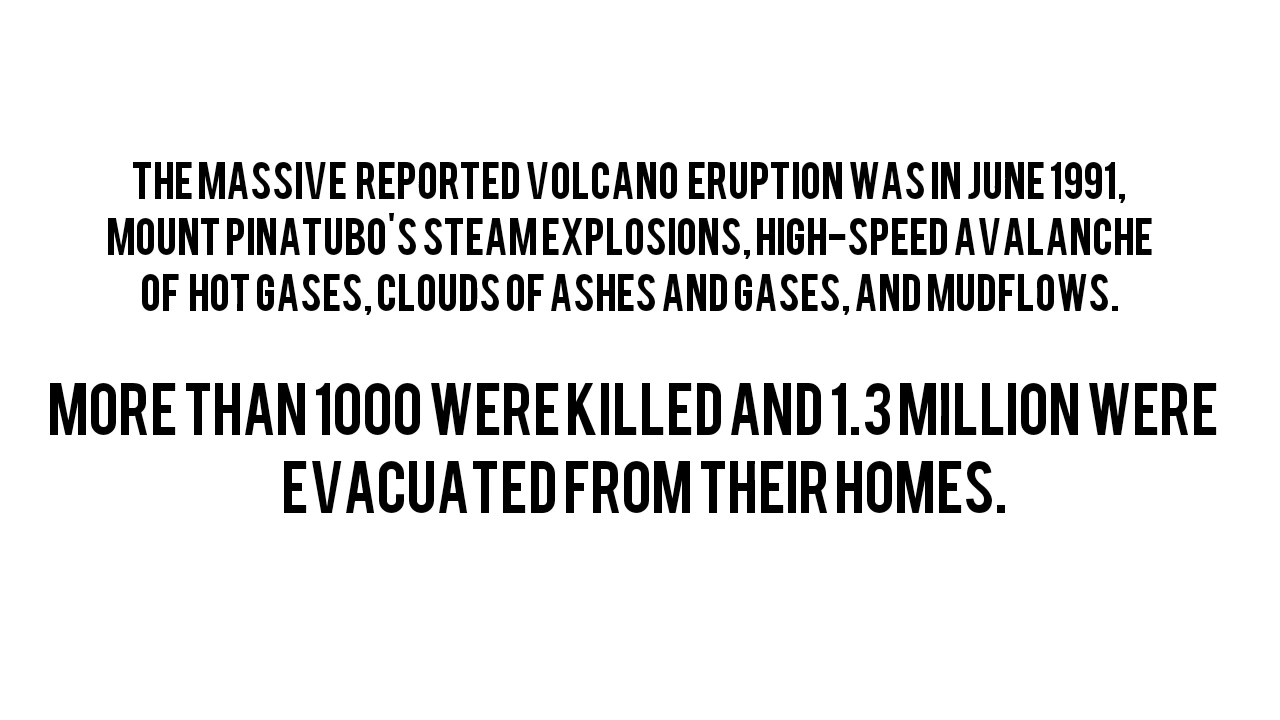 THE MASSIVE REPORTED VOLCANO ERUPTION WAS IN JUNE 1991,
MOUNT PINATUBO'S STEAM EXPLOSIONS, HIGH-SPEED AVALANCHE
OF HOT GASES, CLOUDS OF ASHES AND GASES, AND MUDFLOWS.
MORE THAN 1000 WERE KILLED AND 1.3 MILLION WERE
EVACUATED FROM THEIR HOMES.